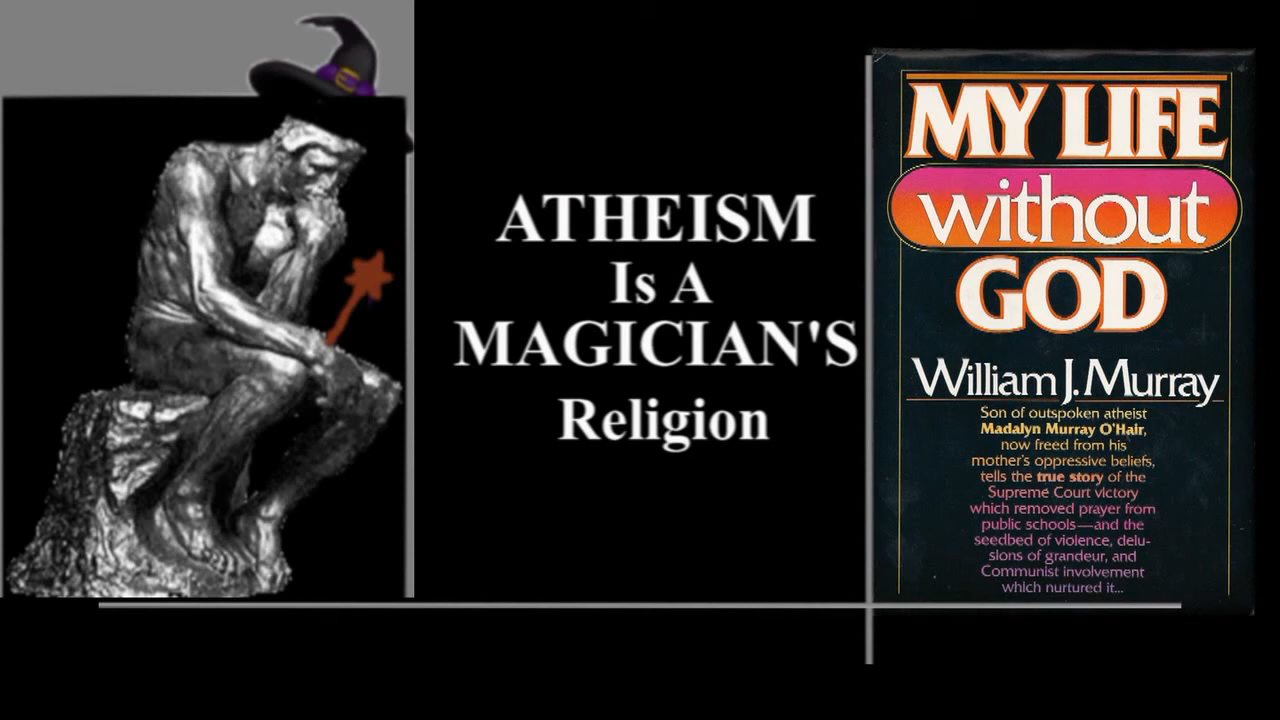 ATHEISM
Is A
MAGICIAN'S
Religion
MY LIFE
without
GOD
William J. Murray
Son of outspoken atheist
Madalyn Murray O'Hair,
now freed from his
mother's oppressive beliefs,
tells the true story of the
Supreme Court victory
which removed prayer from
public schools—and the
seedbed of violence, delu-
sions of grandeur, and
Communist involvement
which nurtured it...